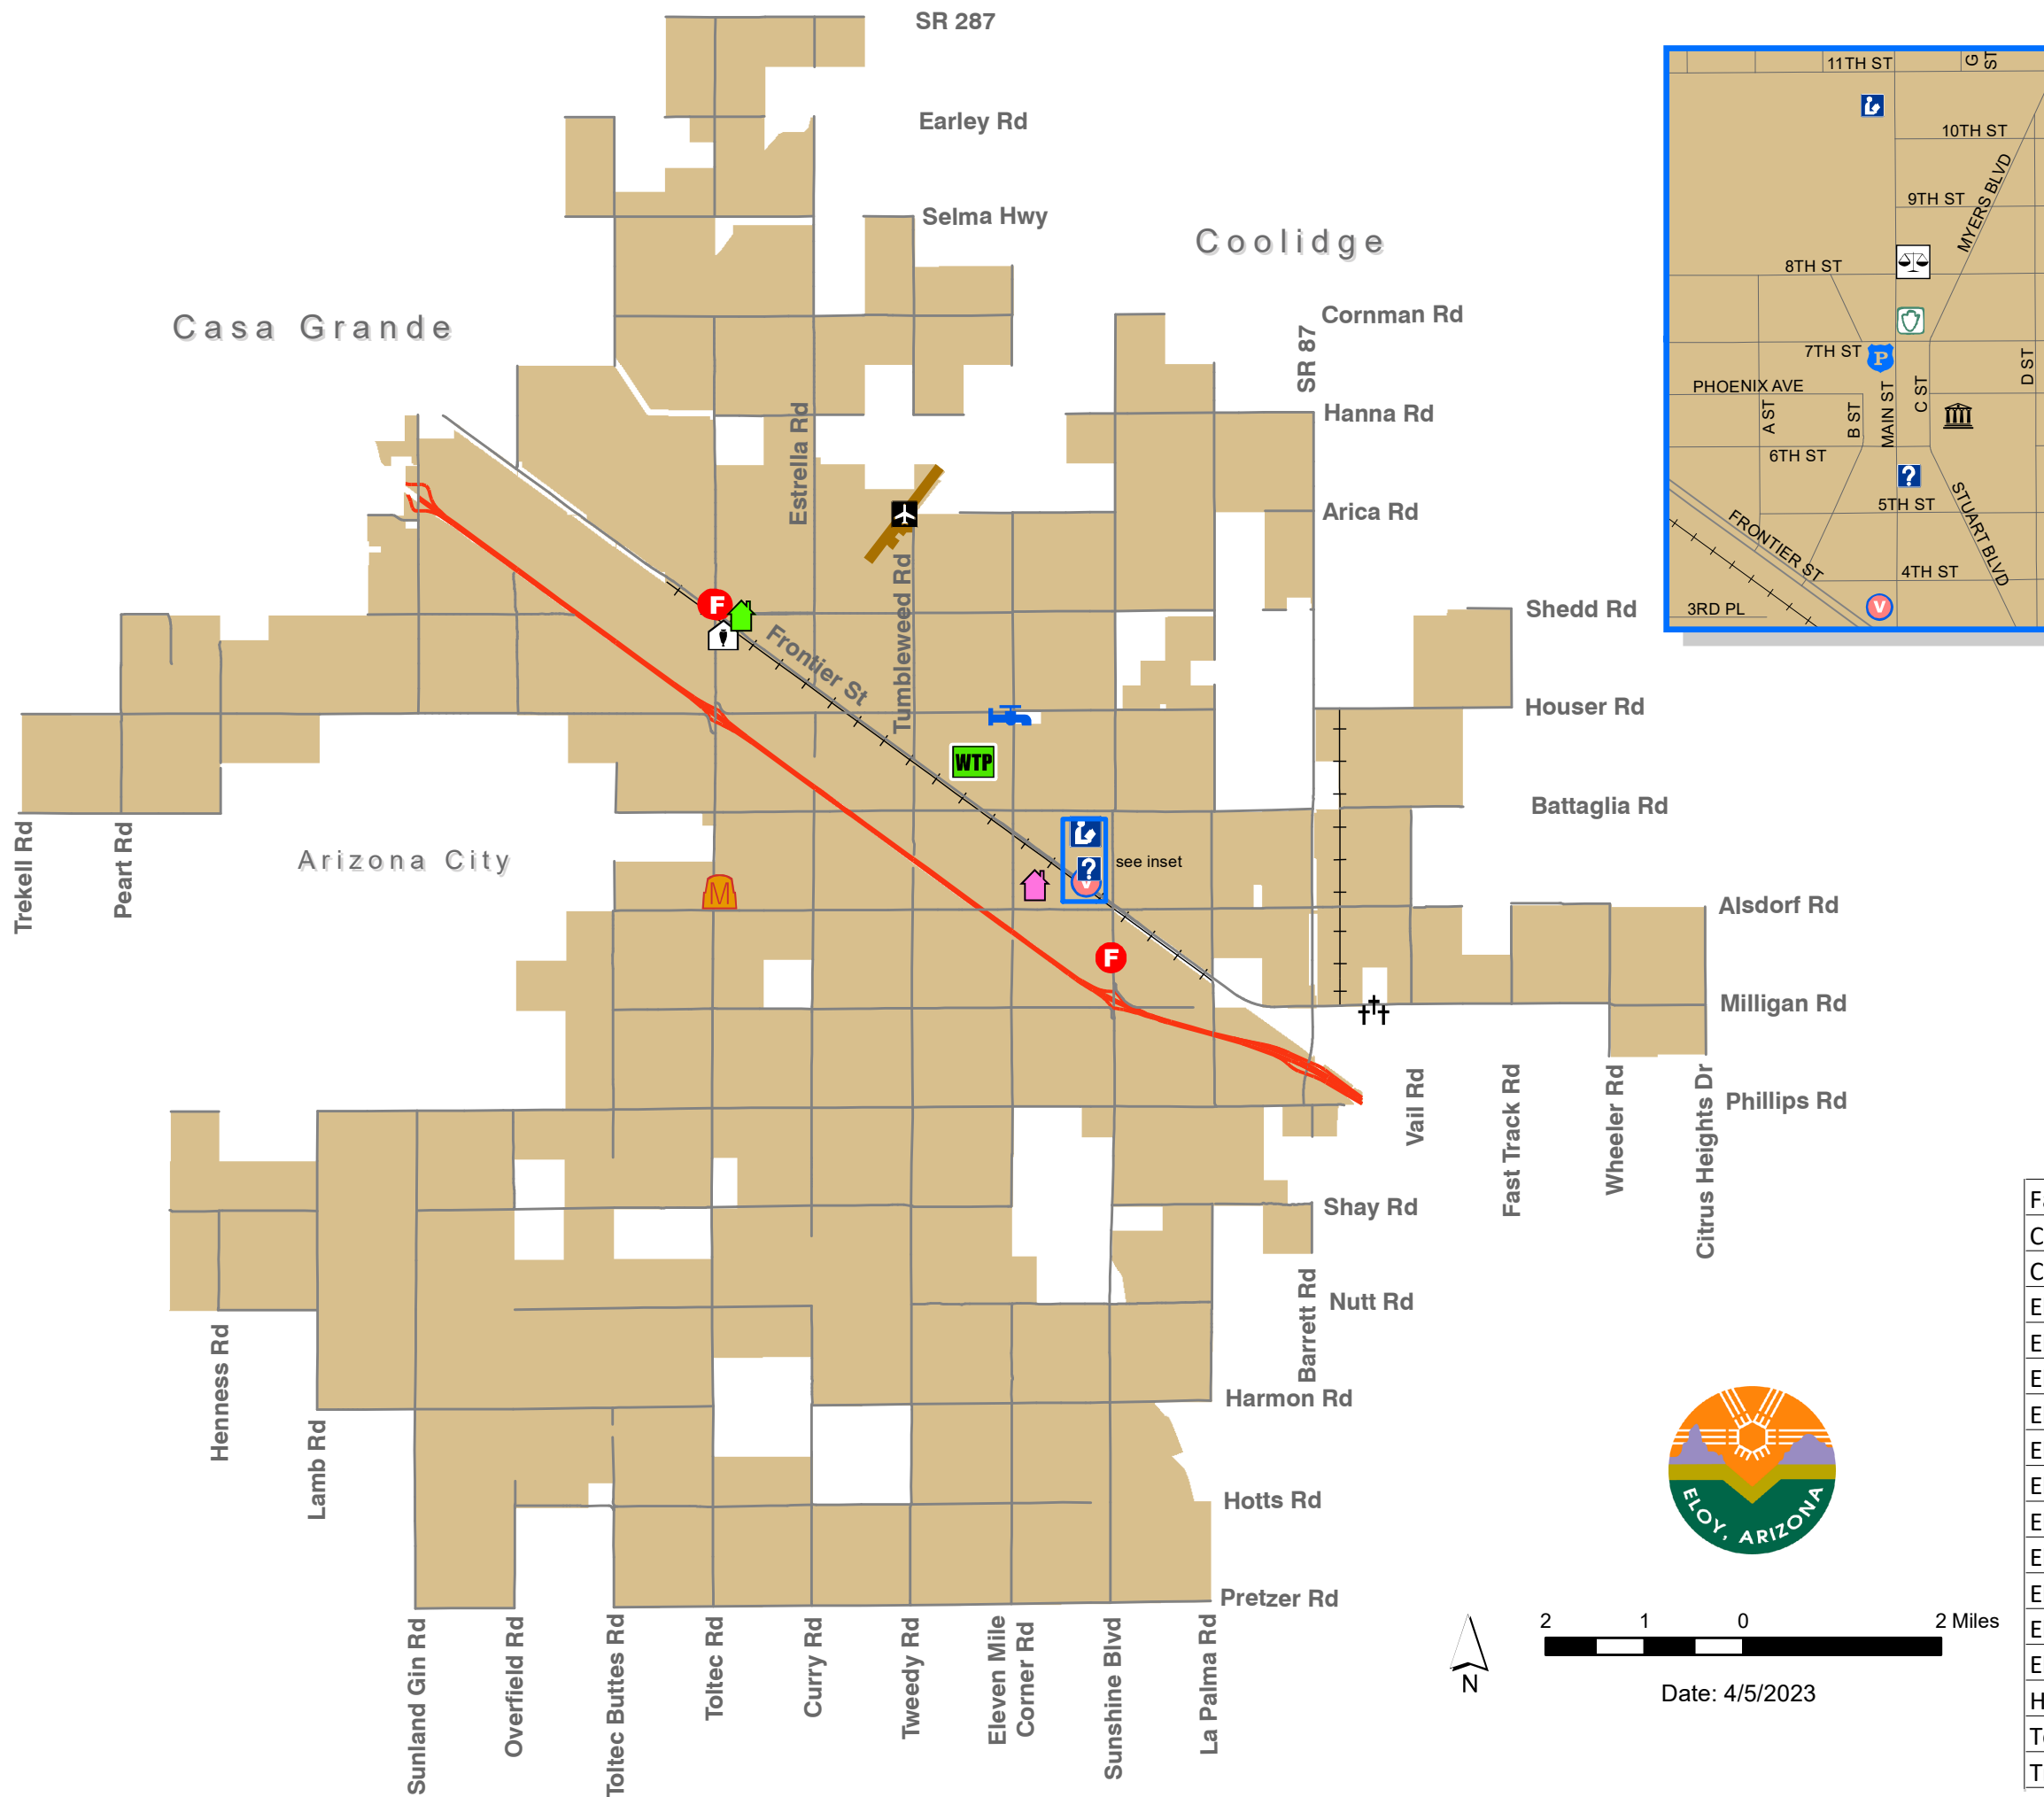 SR 287
Earley Rd
Selma Hwy
Coolidge
Casa Grande
Cornman Rd
SR 87
Hanna Rd
Estrella Rd
Arica Rd
Tumbleweed Rd
F
Frontier St
Shedd Rd
Houser Rd
WTP
Battaglia Rd
Trekell Rd
Peart Rd
Arizona City
?
V
see inset
M
Alsdorf Rd
F
Milligan Rd
Vail Rd
Fast Track Rd
Wheeler Rd
Citrus Heights Dr
Phillips Rd
Shay Rd
Barrett Rd
Nutt Rd
Henness Rd
Lamb Rd
Harmon Rd
Hotts Rd
Pretzer Rd
Sunland Gin Rd
Overfield Rd
Toltec Buttes Rd
Toltec Rd
Curry Rd
Tweedy Rd
Eleven Mile
Corner Rd
Sunshine Blvd
La Palma Rd
11TH ST
G
ST
10TH ST
MYERS BLVD
9TH ST
8TH ST
7TH ST
P
PHOENIX AVE
A ST
B ST
MAIN ST
C ST
D ST
6TH ST
?
5TH ST
STUART BLVD
FRONTIER ST
4TH ST
3RD PL
V
ELOY, ARIZONA
N
2 1 0 2 Miles
Date: 4/5/2023
C
C
E
E
E
E
E
E
E
E
E
E
E
H
T